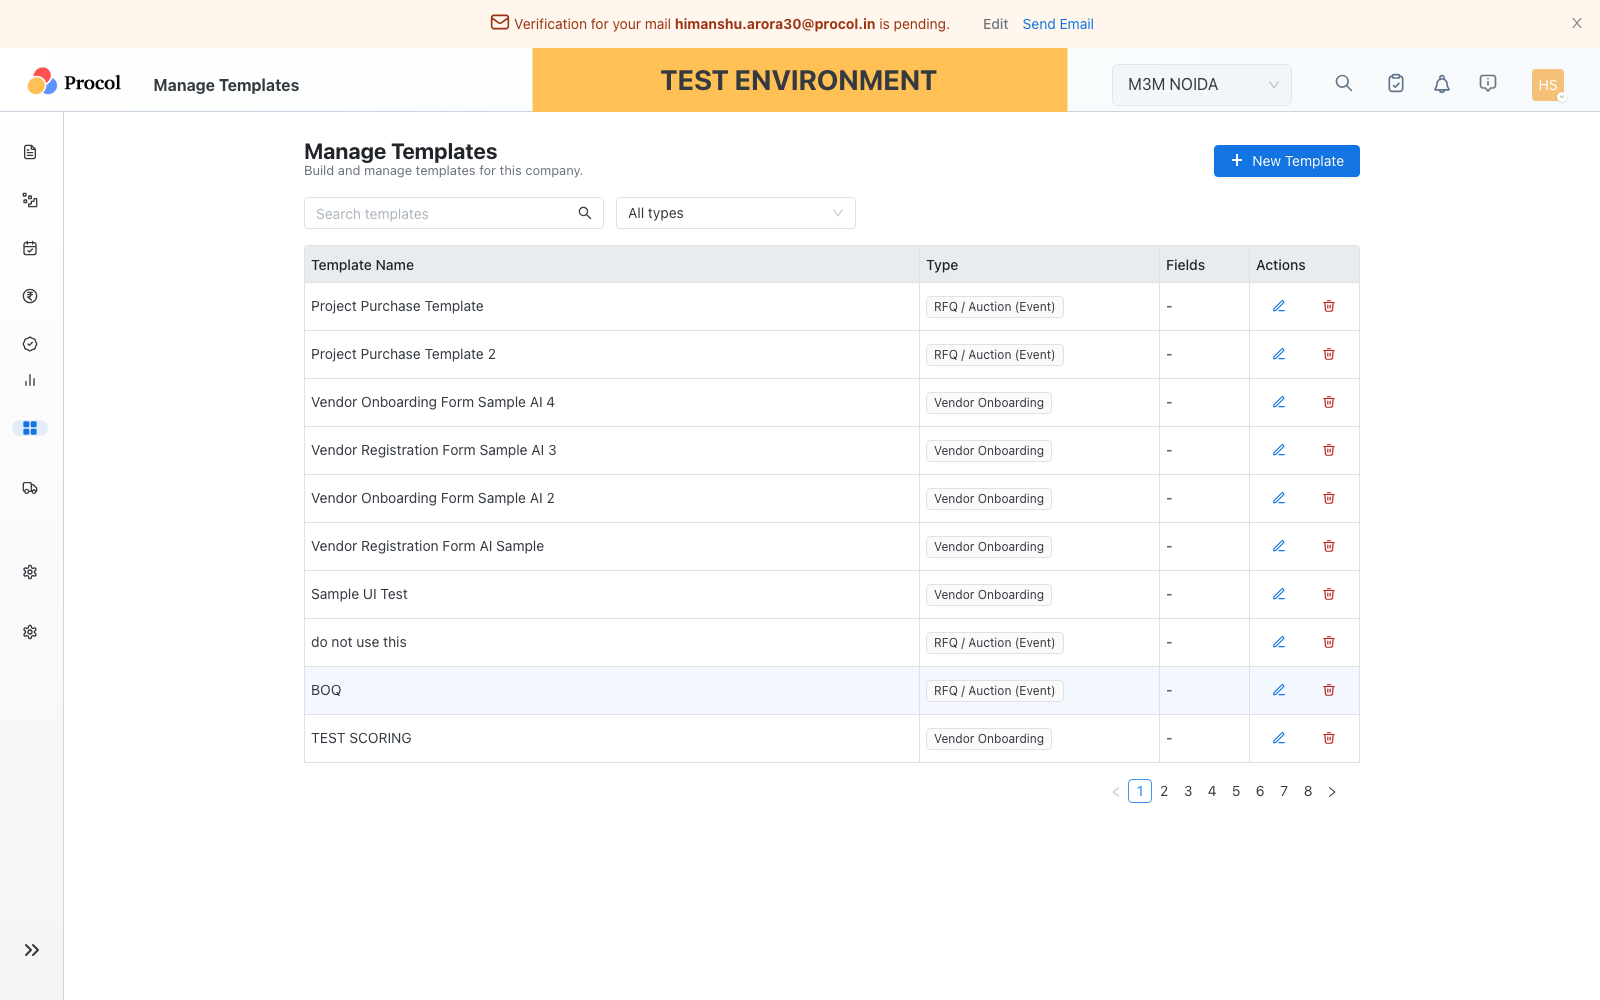 Verification for your mail himanshu.arora30@procol.in is pending. Edit Send Email
Procol Manage Templates TEST ENVIRONMENT M3M NOIDA HS
Manage Templates
Build and manage templates for this company.
+ New Template
Search templates All types
Template Name Type Fields Actions
Project Purchase Template RFQ / Auction (Event) -
Project Purchase Template 2 RFQ / Auction (Event) -
Vendor Onboarding Form Sample AI 4 Vendor Onboarding -
Vendor Registration Form Sample AI 3 Vendor Onboarding -
Vendor Onboarding Form Sample AI 2 Vendor Onboarding -
Vendor Registration Form AI Sample Vendor Onboarding -
Sample UI Test Vendor Onboarding -
do not use this RFQ / Auction (Event) -
BOQ RFQ / Auction (Event) -
TEST SCORING Vendor Onboarding -
< 1 2 3 4 5 6 7 8 >